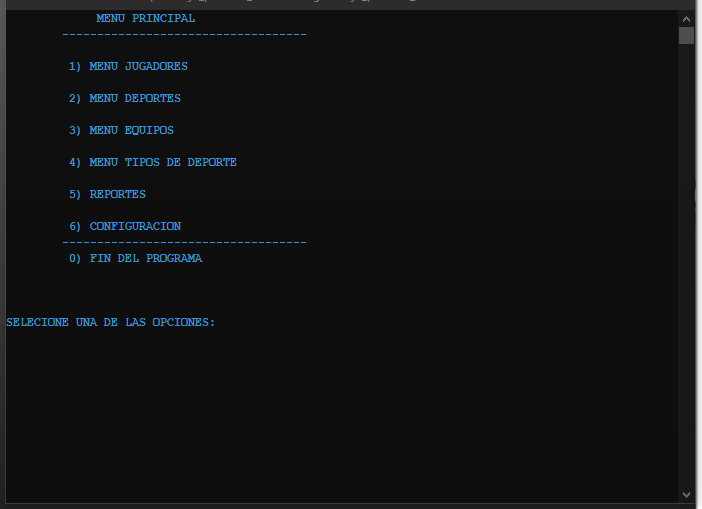 MENU PRINCIPAL
-----------------------------------
1) MENU JUGADORES
2) MENU DEPORTES
3) MENU EQUIPOS
4) MENU TIPOS DE DEPORTE
5) REPORTES
6) CONFIGURACION
-----------------------------------
0) FIN DEL PROGRAMA
SELECIONE UNA DE LAS OPCIONES: